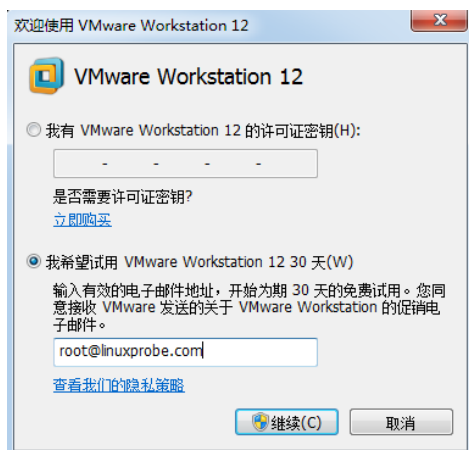 欢迎使用 VMware Workstation 12
VMware Workstation 12
我有 VMware Workstation 12 的许可证密钥(H):
- - - -
是否需要许可证密钥?
立即购买
我希望试用 VMware Workstation 12 30 天(W)
输入有效的电子邮件地址，开始为期 30 天的免费试用。您同
意接收 VMware 发送的关于 VMware Workstation 的促销电
子邮件。
root@linuxprobe.com
查看我们的隐私策略
继续(C) 取消